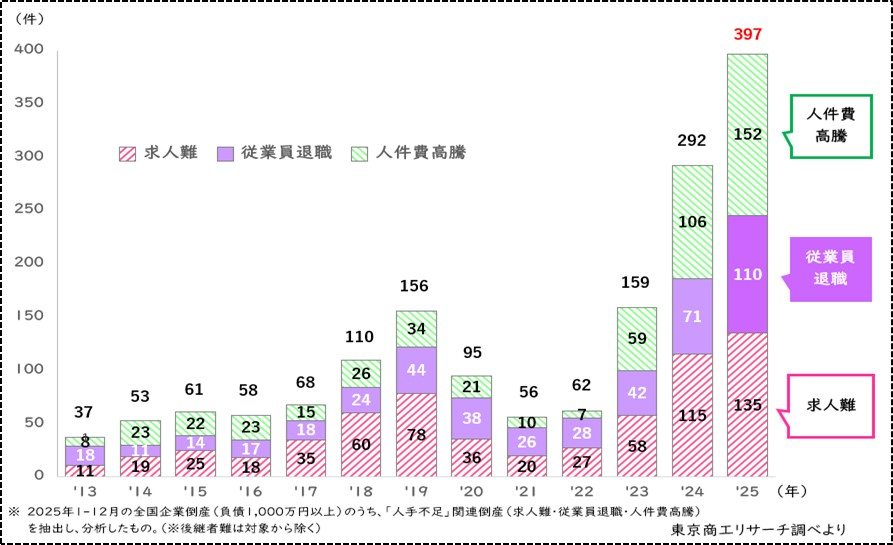 (件)
397
400
350
300
250
200
150
100
50
0
求人難 従業員退職 人件費高騰
37 53 61 58 68 110 156 95 56 62 159 292
8 23 22 23 15 26 34 21 10 7 59 106 152
18 11 14 17 18 24 44 38 26 28 42 71 110
11 19 25 18 35 60 78 36 20 27 58 115 135
'13 '14 '15 '16 '17 '18 '19 '20 '21 '22 '23 '24 '25 (年)
人件費
高騰
従業員
退職
求人難
※ 2025年1-12月の全国企業倒産(負債1,000万円以上)のうち、「人手不足」関連倒産(求人難・従業員退職・人件費高騰)
を抽出し、分析したもの。(※後継者難は対象から除く)
東京商工リサーチ調べより